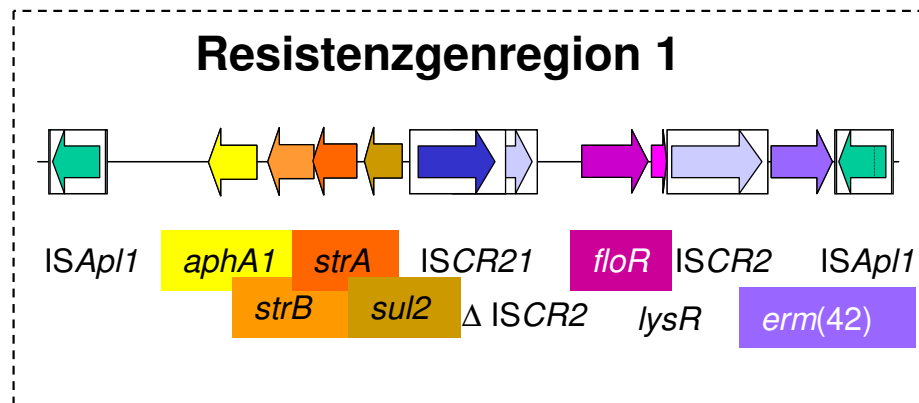 Resistenzgenregion 1
ISApl1 aphA1 strA ISCR21 floR ISCR2 ISApl1
strB sul2 Δ ISCR2 lysR erm(42)